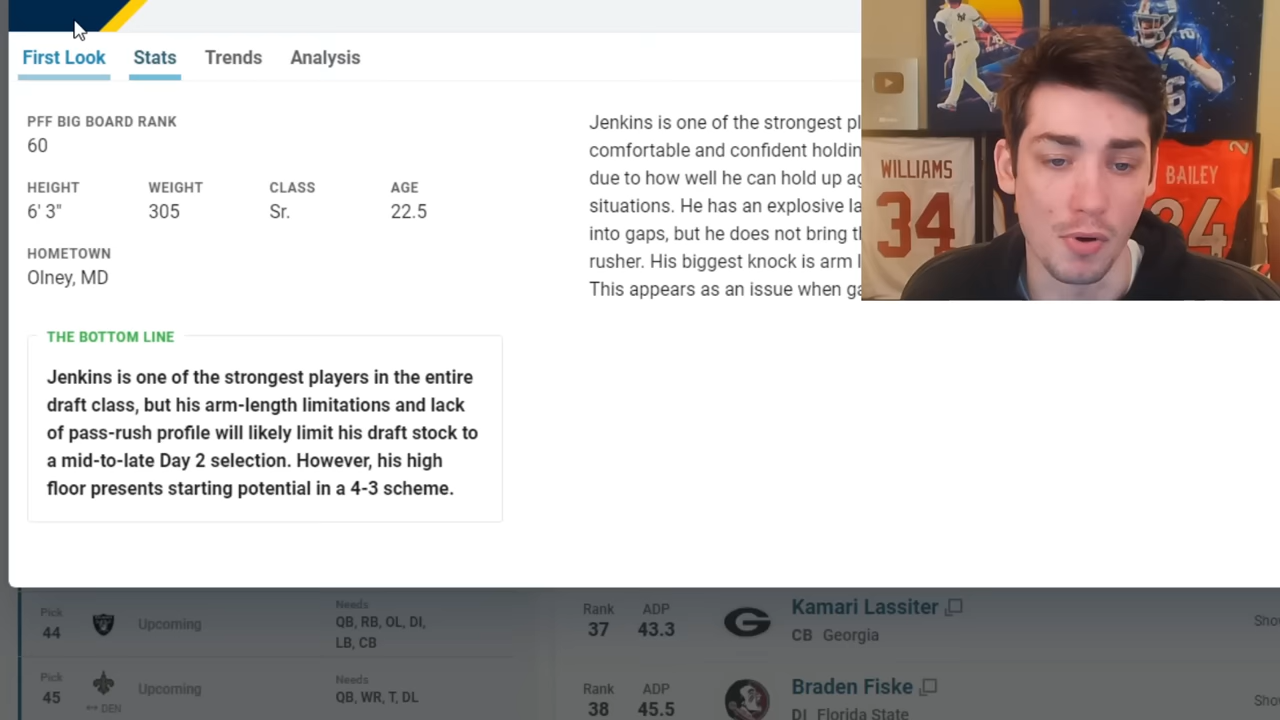 First Look Stats Trends Analysis
PFF BIG BOARD RANK
60
HEIGHT WEIGHT CLASS AGE
6' 3" 305 Sr. 22.5
HOMETOWN
Olney, MD
THE BOTTOM LINE
Jenkins is one of the strongest players in the entire
draft class, but his arm-length limitations and lack
of pass-rush profile will likely limit his draft stock to
a mid-to-late Day 2 selection. However, his high
floor presents starting potential in a 4-3 scheme.
Jenkins is one of the strongest
comfortable and confident
due to how well he can hold up
situations. He has an explosive
into gaps, but he does not bring
rusher. His biggest knock is arm
This appears as an issue when
WILLIAMS
34
BAILEY
24
2
Pick
44
Upcoming
Needs
QB, RB, OL, DI,
LB, CB
Pick
45
Upcoming
Needs
QB, WR, T, DL
↔ DEN
Rank ADP
37 43.3
Kamari Lassiter
CB Georgia
Rank ADP
38 45.5
Braden Fiske
DI Florida State